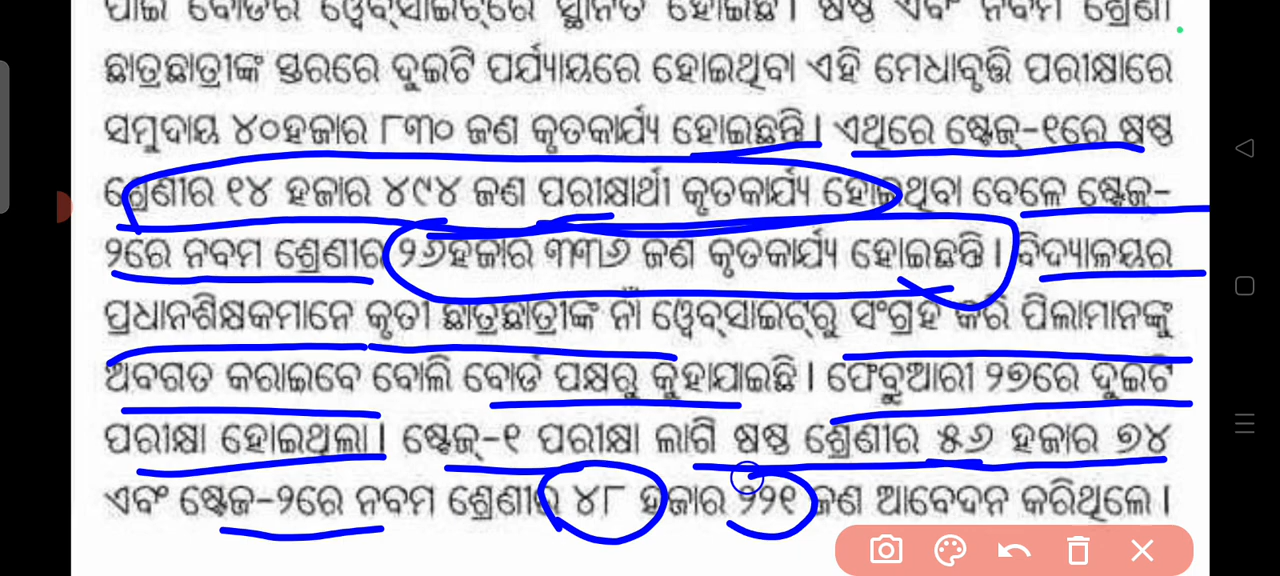 ପାଇଁ ବୋର୍ଡର ୱେବ୍‌ସାଇଟ୍‌ରେ ସ୍ଥାନିତ ହୋଇଛି । ଷଷ୍ଠ ଏବଂ ନବମ ଶ୍ରେଣୀ
ଛାତ୍ରଛାତ୍ରୀଙ୍କ ସ୍ତରରେ ଦୁଇଟି ପର୍ଯ୍ୟାୟରେ ହୋଇଥିବା ଏହି ମେଧାବୃତ୍ତି ପରୀକ୍ଷାରେ
ସମୁଦାୟ ୪୦ହଜାର ୮୩୦ ଜଣ କୃତକାର୍ଯ୍ୟ ହୋଇଛନ୍ତି । ଏଥିରେ ଷ୍ଟେଜ୍‌-୧ରେ ଷଷ୍ଠ
ଶ୍ରେଣୀର ୧୪ ହଜାର ୪୯୪ ଜଣ ପରୀକ୍ଷାର୍ଥୀ କୃତକାର୍ଯ୍ୟ ହୋଇଥିବା ବେଳେ ଷ୍ଟେଜ୍‌-
୨ରେ ନବମ ଶ୍ରେଣୀର ୨୬ହଜାର ୩୩୬ ଜଣ କୃତକାର୍ଯ୍ୟ ହୋଇଛନ୍ତି । ବିଦ୍ୟାଳୟର
ପ୍ରଧାନଶିକ୍ଷକମାନେ କୃତୀ ଛାତ୍ରଛାତ୍ରୀଙ୍କ ନାଁ ୱେବ୍‌ସାଇଟ୍‌ରୁ ସଂଗ୍ରହ କରି ପିଲାମାନଙ୍କୁ
ଅବଗତ କରାଇବେ ବୋଲି ବୋର୍ଡ ପକ୍ଷରୁ କୁହାଯାଇଛି । ଫେବ୍ରୁଆରୀ ୨୭ରେ ଦୁଇଟି
ପରୀକ୍ଷା ହୋଇଥିଲା । ଷ୍ଟେଜ୍‌-୧ ପରୀକ୍ଷା ଲାଗି ଷଷ୍ଠ ଶ୍ରେଣୀର ୫୬ ହଜାର ୭୪
ଏବଂ ଷ୍ଟେଜ-୨ରେ ନବମ ଶ୍ରେଣୀର ୪୮ ହଜାର ୨୨୧ ଜଣ ଆବେଦନ କରିଥିଲେ ।